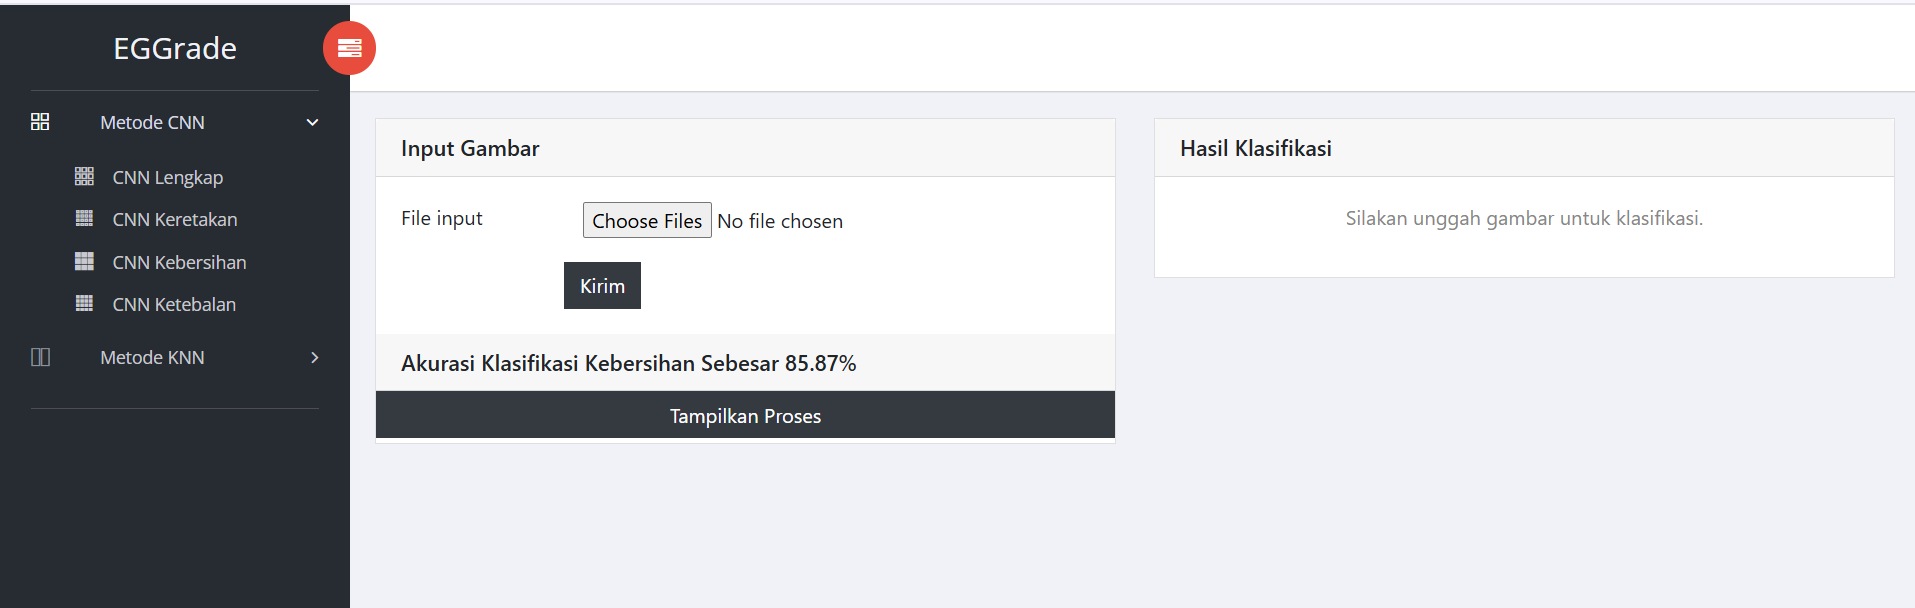 EGGrade
Metode CNN
CNN Lengkap
CNN Keretakan
CNN Kebersihan
CNN Ketebalan
Metode KNN
Input Gambar
File input
Choose Files No file chosen
Kirim
Akurasi Klasifikasi Kebersihan Sebesar 85.87%
Tampilkan Proses
Hasil Klasifikasi
Silakan unggah gambar untuk klasifikasi.